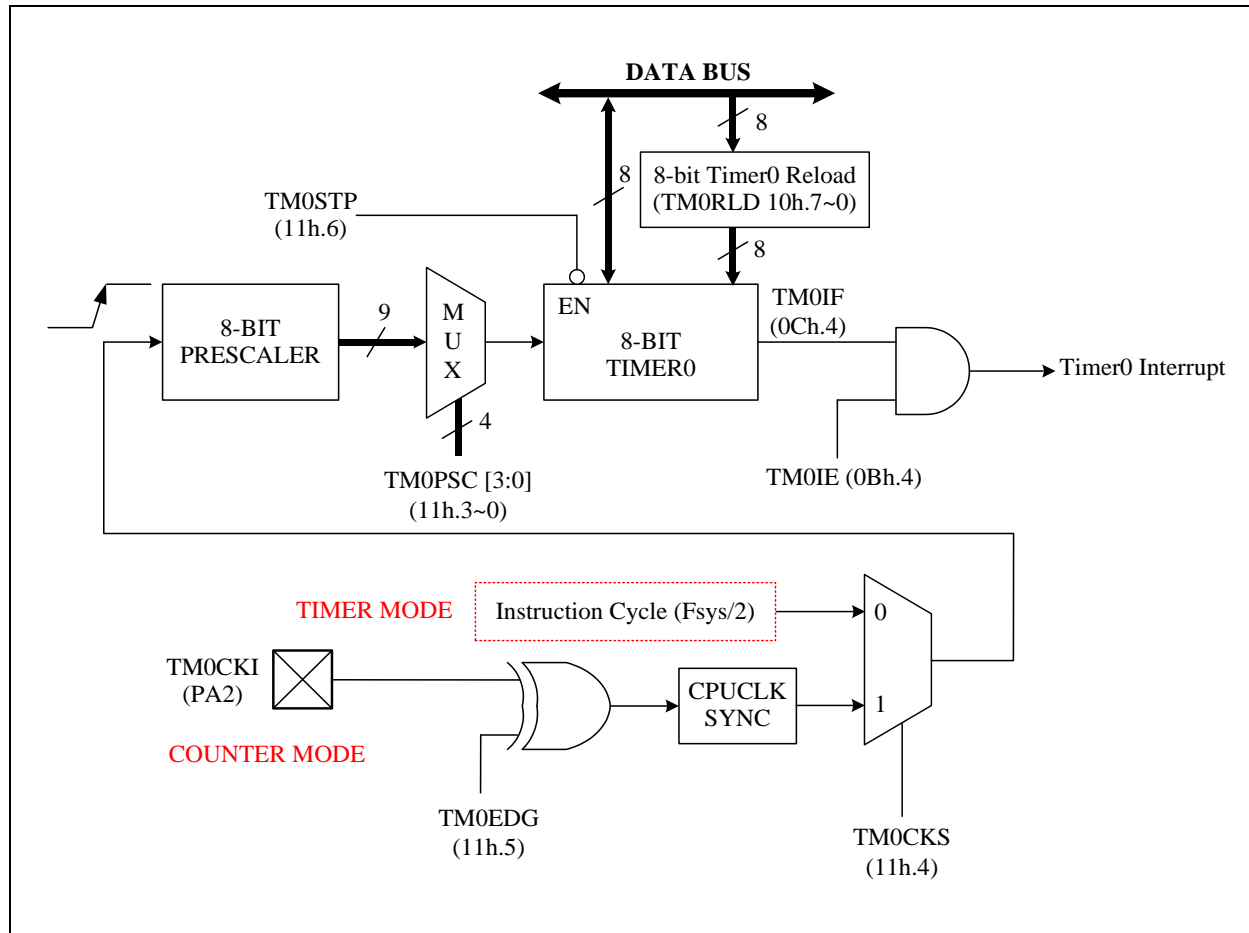 DATA BUS
8
8
8-bit Timer0 Reload
(TM0RLD 10h.7~0)
8
TM0STP
(11h.6)
8-BIT
PRESCALER
9
M
U
X
4
TM0PSC [3:0]
(11h.3~0)
EN
8-BIT
TIMER0
TM0IF
(0Ch.4)
Timer0 Interrupt
TM0IE (0Bh.4)
TIMER MODE
Instruction Cycle (Fsys/2)
0
TM0CKI
(PA2)
COUNTER MODE
CPUCLK
SYNC
1
TM0EDG
(11h.5)
TM0CKS
(11h.4)